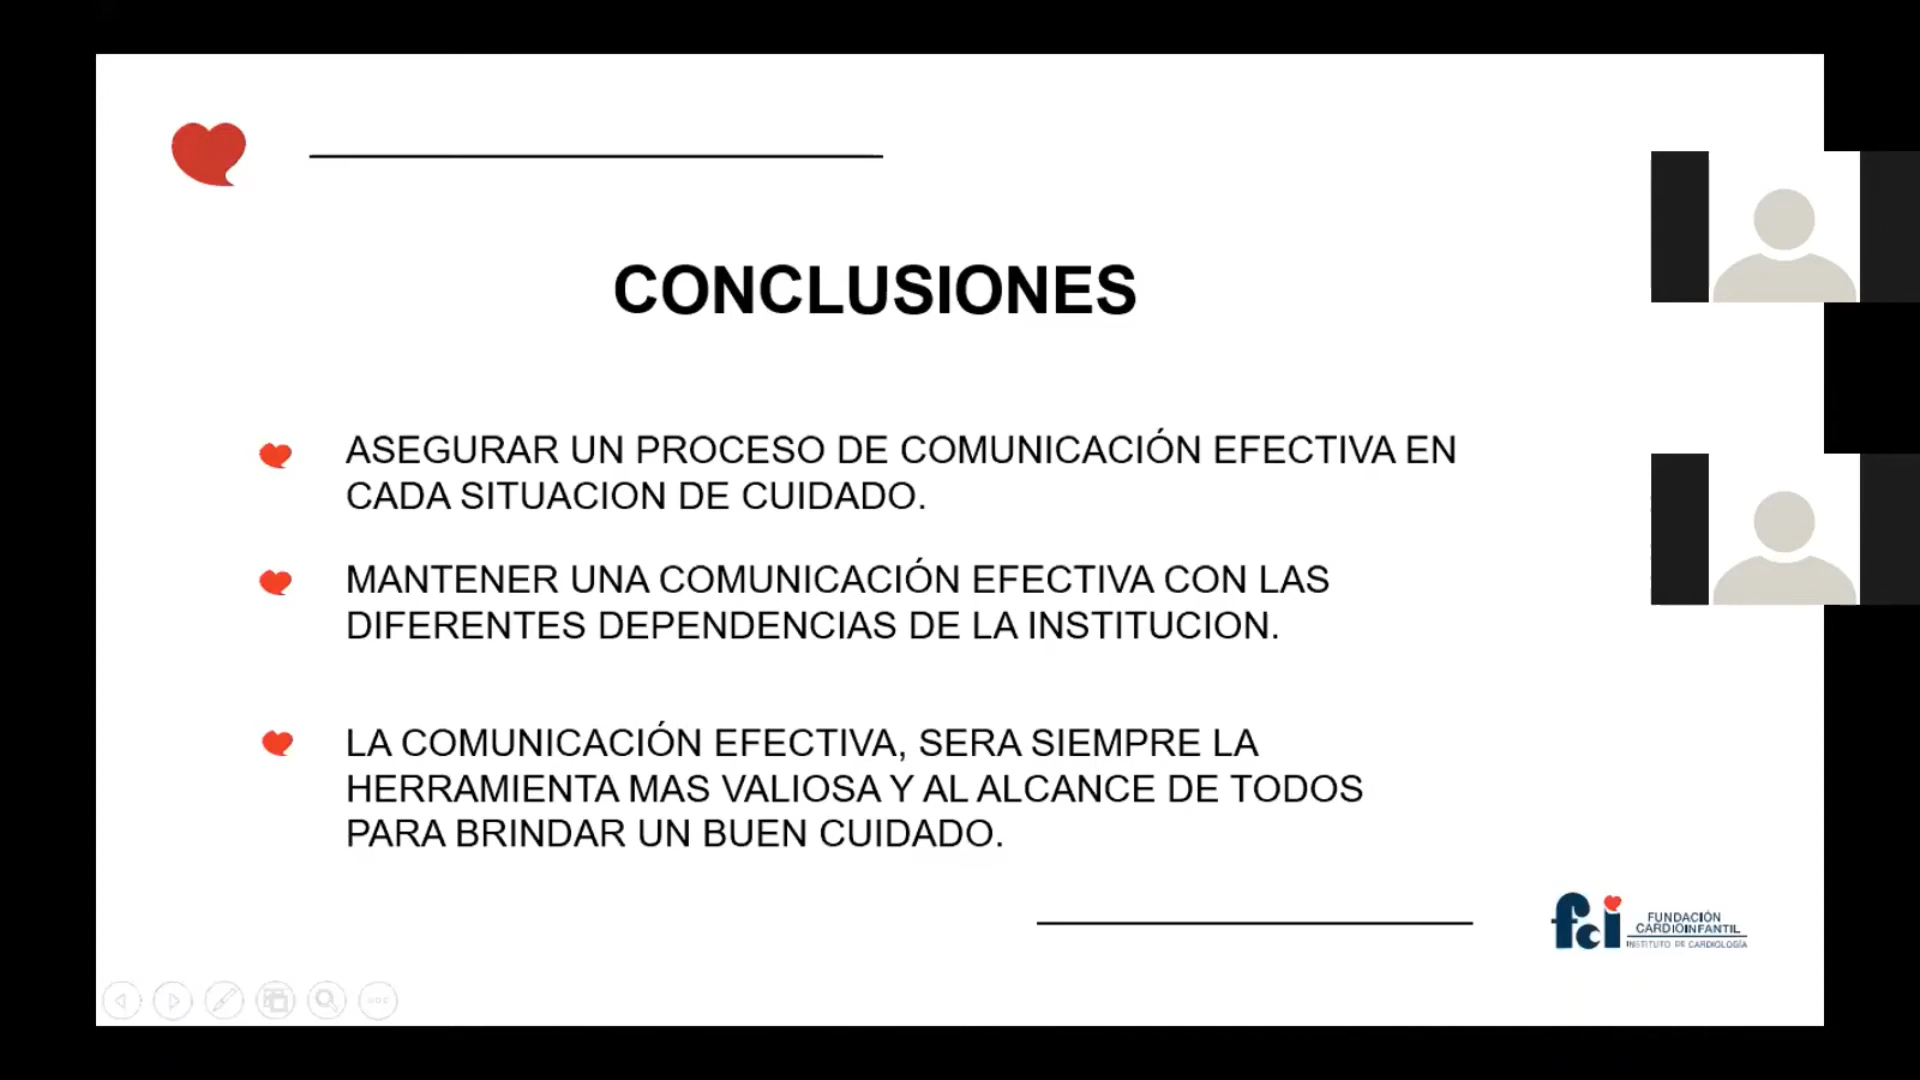 CONCLUSIONES
ASEGURAR UN PROCESO DE COMUNICACIÓN EFECTIVA EN
CADA SITUACION DE CUIDADO.
MANTENER UNA COMUNICACIÓN EFECTIVA CON LAS
DIFERENTES DEPENDENCIAS DE LA INSTITUCION.
LA COMUNICACIÓN EFECTIVA, SERA SIEMPRE LA
HERRAMIENTA MAS VALIOSA Y AL ALCANCE DE TODOS
PARA BRINDAR UN BUEN CUIDADO.
fci
FUNDACIÓN
CARDIOINFANTIL
INSTITUTO DE CARDIOLOGÍA